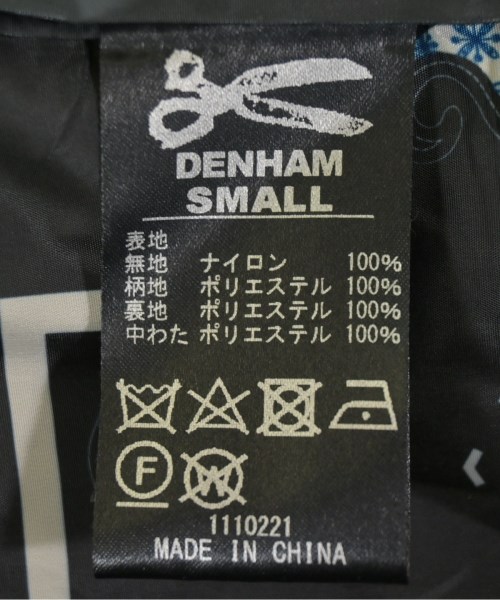 DENHAM
SMALL
表地
無地 ナイロン 100%
柄地 ポリエステル 100%
裏地 ポリエステル 100%
中わた ポリエステル 100%
F W
1110221
MADE IN CHINA